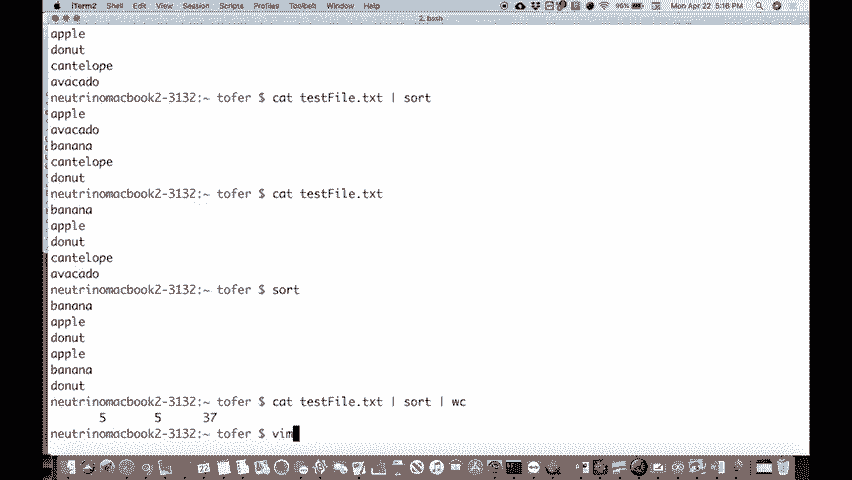 iTerm2 Shell Edit View Session Scripts Profiles Toolbelt Window Help 96% Mon Apr 22 5:16 PM
2. bash
apple
donut
cantelope
avacado
neutrinomacbook2-3132:~ tofer $ cat testFile.txt | sort
apple
avacado
banana
cantelope
donut
neutrinomacbook2-3132:~ tofer $ cat testFile.txt
banana
apple
donut
cantelope
avacado
neutrinomacbook2-3132:~ tofer $ sort
banana
apple
donut
apple
banana
donut
neutrinomacbook2-3132:~ tofer $ cat testFile.txt | sort | wc
5 5 37
neutrinomacbook2-3132:~ tofer $ vim